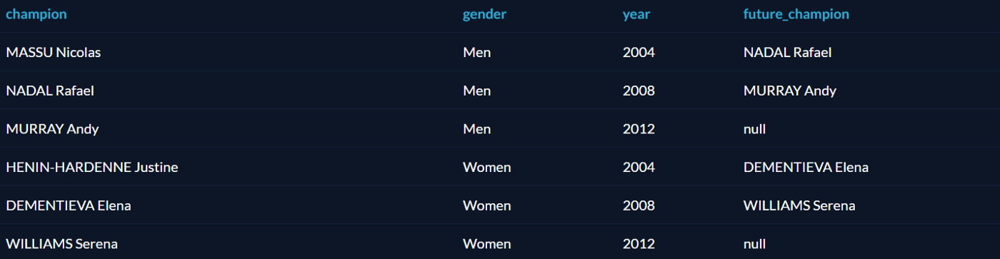 champion gender year future_champion
MASSU Nicolas Men 2004 NADAL Rafael
NADAL Rafael Men 2008 MURRAY Andy
MURRAY Andy Men 2012 null
HENIN-HARDENNE Justine Women 2004 DEMENTIEVA Elena
DEMENTIEVA Elena Women 2008 WILLIAMS Serena
WILLIAMS Serena Women 2012 null